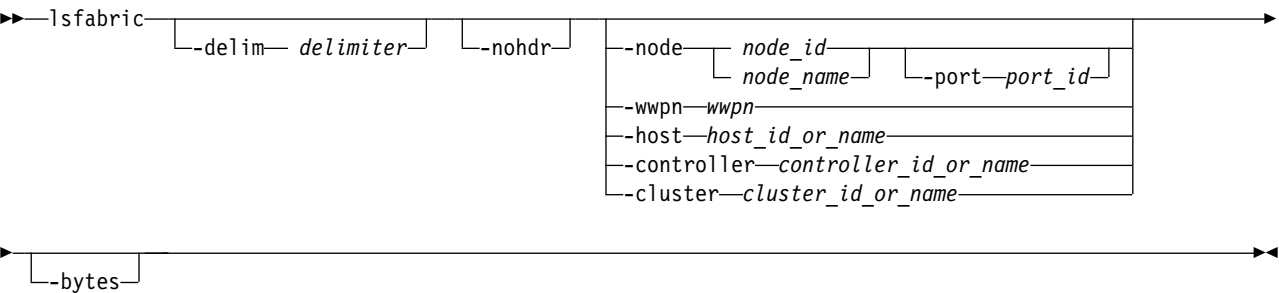 lsfabric
-delim delimiter -nohdr -node node_id
node_name -port port_id
-wwpn wwpn
-host host_id_or_name
-controller controller_id_or_name
-cluster cluster_id_or_name
-bytes